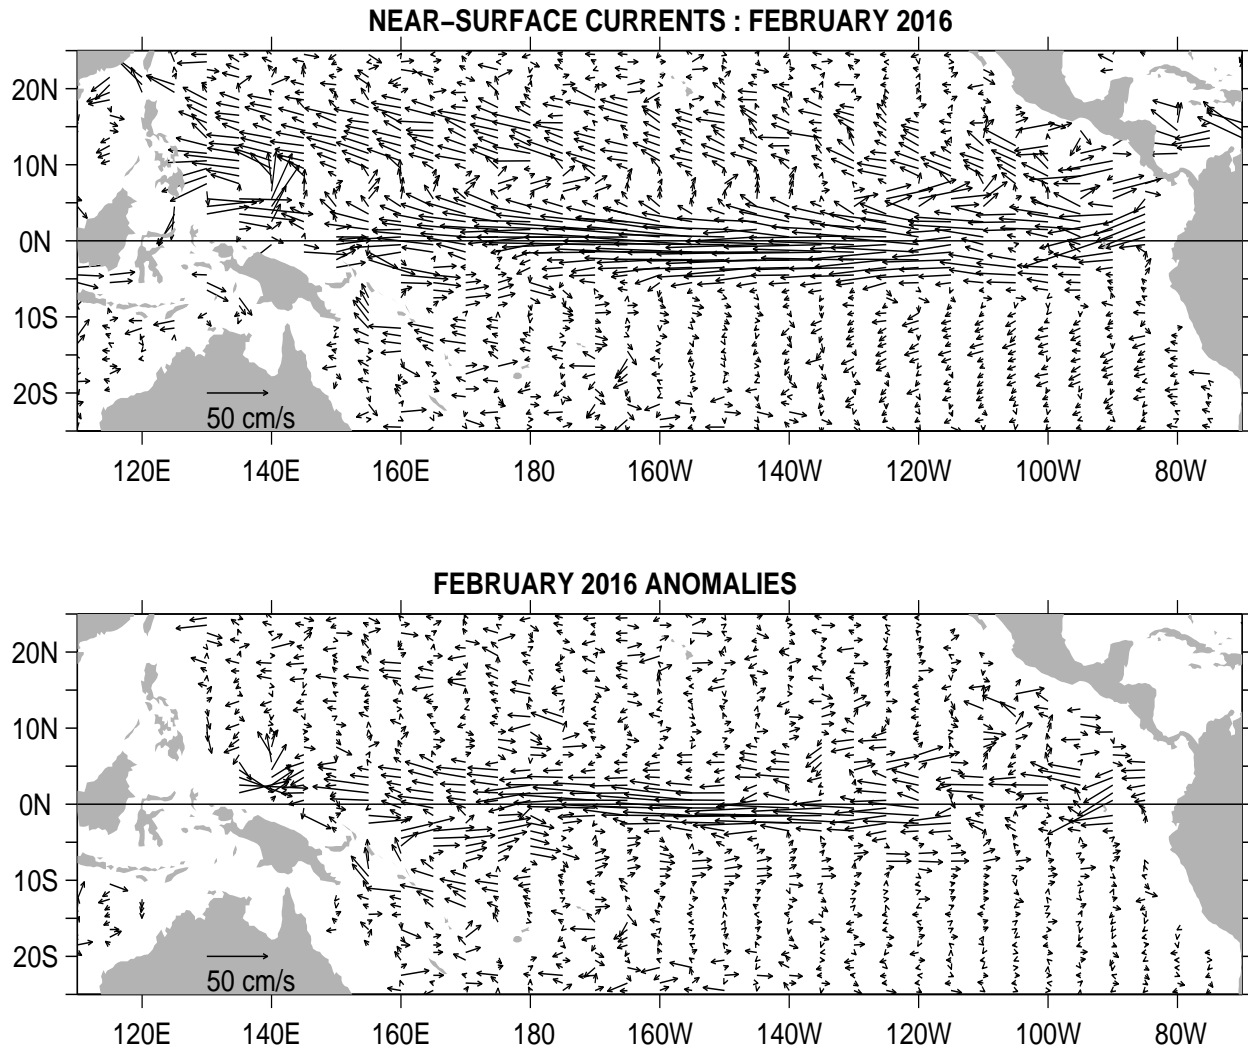 NEAR−SURFACE CURRENTS : FEBRUARY 2016
20N
10N
0N
10S
20S
50 cm/s
120E 140E 160E 180 160W 140W 120W 100W 80W
FEBRUARY 2016 ANOMALIES
20N
10N
0N
10S
20S
50 cm/s
120E 140E 160E 180 160W 140W 120W 100W 80W